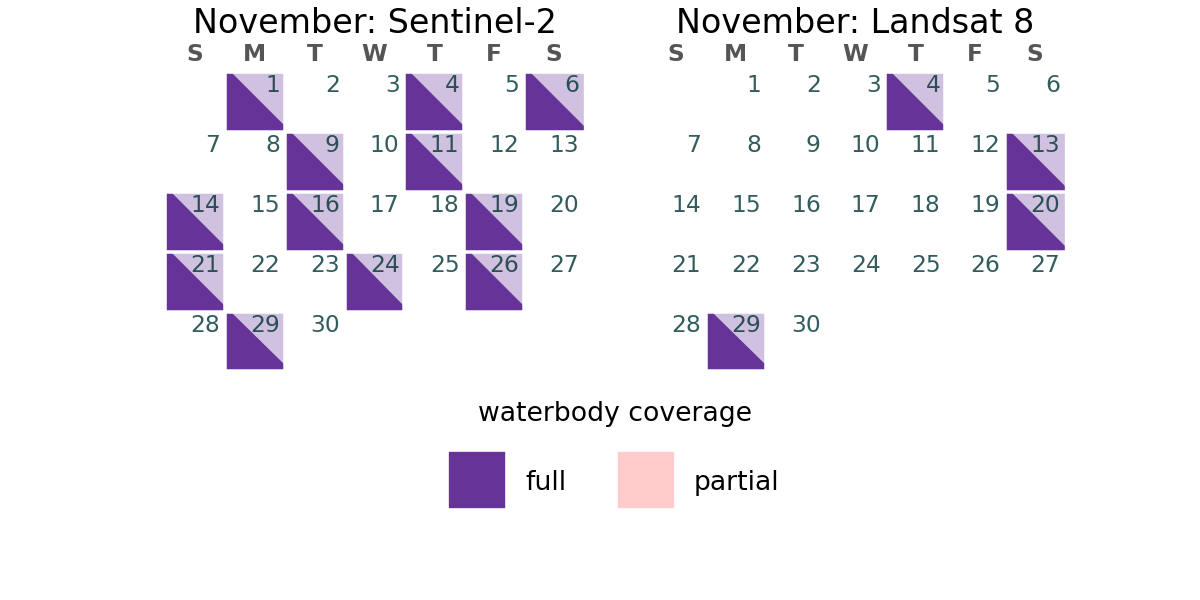 November: Sentinel-2
S M T W T F S
1 2 3 4 5 6
7 8 9 10 11 12 13
14 15 16 17 18 19 20
21 22 23 24 25 26 27
28 29 30
November: Landsat 8
S M T W T F S
1 2 3 4 5 6
7 8 9 10 11 12 13
14 15 16 17 18 19 20
21 22 23 24 25 26 27
28 29 30
waterbody coverage
full partial